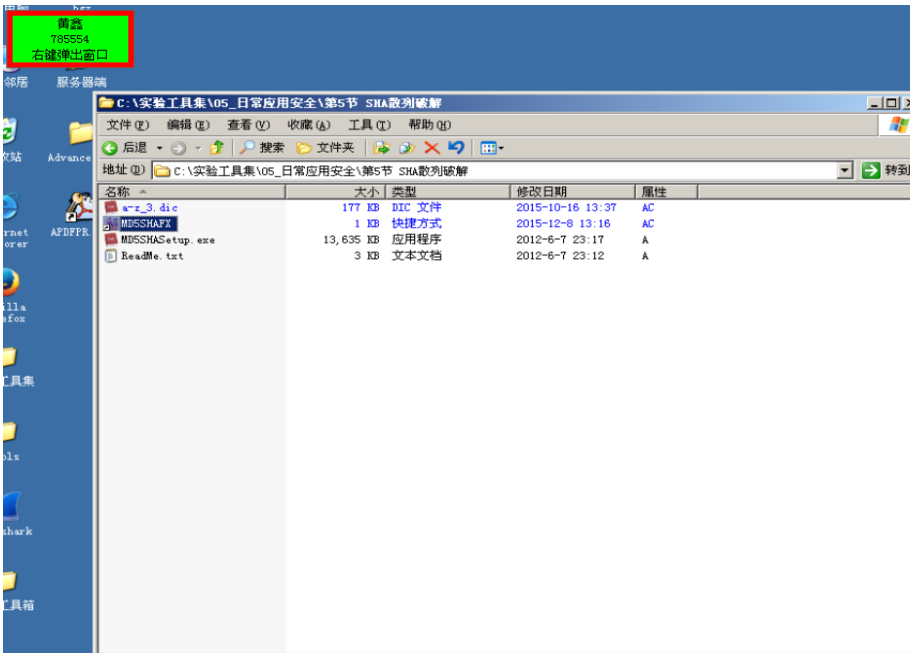 黄鑫
785554
右键弹出窗口
邻居
服务器端
C:\实验工具集\05_日常应用安全\第5节 SHA散列破解
文件(F) 编辑(E) 查看(V) 收藏(A) 工具(T) 帮助(H)
后退 搜索 文件夹
地址(D) C:\实验工具集\05_日常应用安全\第5节 SHA散列破解 转到
名称 大小 类型 修改日期 属性
a-z_3.dic 177 KB DIC 文件 2015-10-16 13:37 AC
MD5SHAFX 1 KB 快捷方式 2015-12-8 13:16 AC
MD5SHASetup.exe 13,635 KB 应用程序 2012-6-7 23:17 A
ReadMe.txt 3 KB 文本文档 2012-6-7 23:12 A
收站 Advance
rnet APDFPR
orer
illa
efox
工具集
ols
shark
工具箱